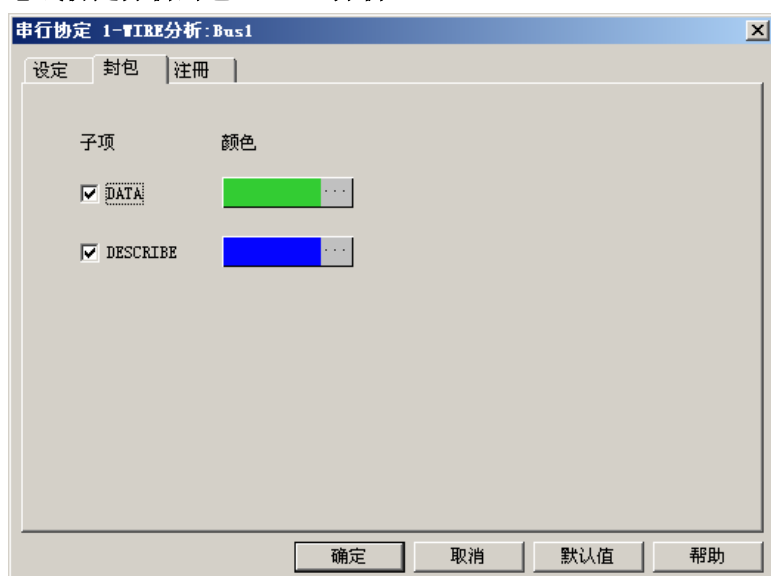 串行协定 1-WIRE分析:Bus1
设定 封包 注冊
子项 颜色
DATA ...
DESCRIBE ...
确定 取消 默认值 帮助